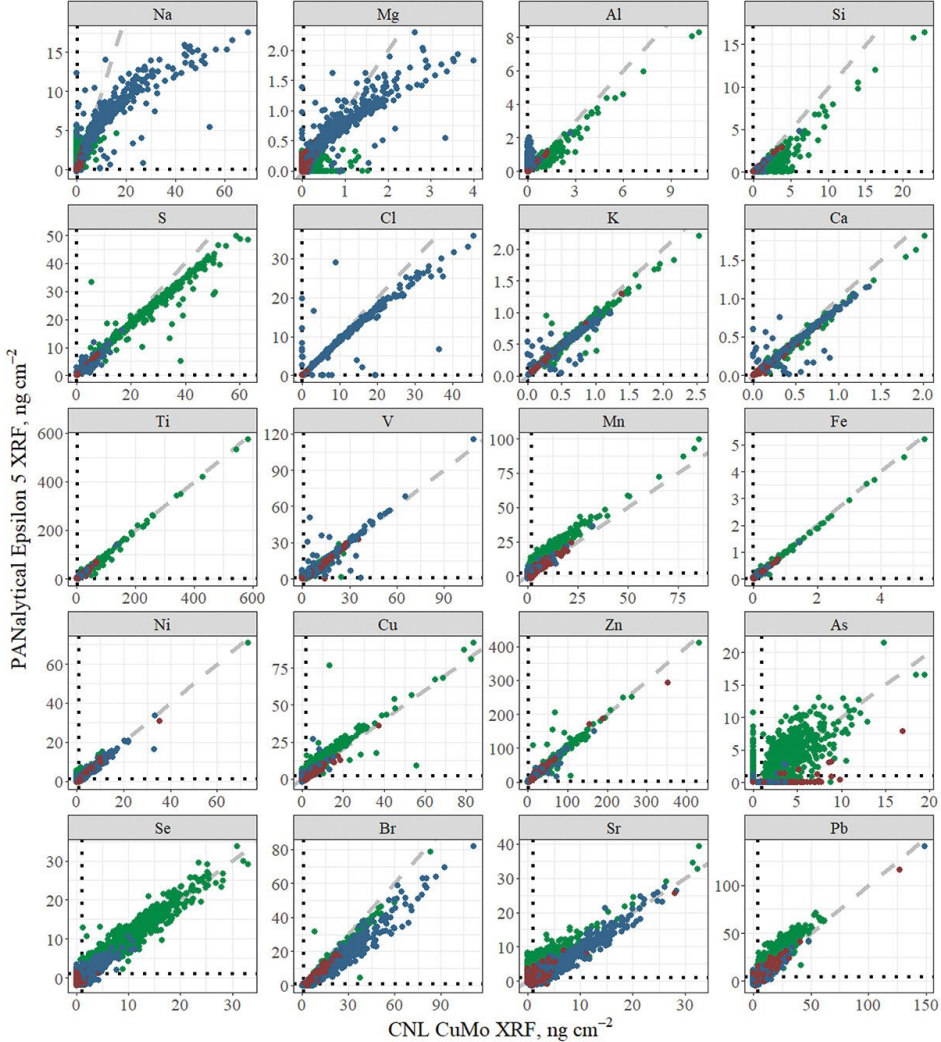 Na Mg Al Si
15 10 5 0
2.0 1.5 1.0 0.5 0.0
8 6 4 2 0
15 10 5 0
0 20 40 60
0 1 2 3 4
0 3 6 9
0 5 10 15 20
S Cl K Ca
50 40 30 20 10 0
30 20 10 0
2.0 1.5 1.0 0.5 0.0
1.5 1.0 0.5 0.0
0 20 40 60
0 10 20 30 40
0.0 0.5 1.0 1.5 2.0 2.5
0.0 0.5 1.0 1.5 2.0
Ti V Mn Fe
600 400 200 0
120 90 60 30 0
100 75 50 25 0
5 4 3 2 1 0
0 200 400 600
0 30 60 90
0 25 50 75
0 2 4
Ni Cu Zn As
60 40 20 0
75 50 25 0
400 300 200 100 0
20 15 10 5 0
0 20 40 60
0 20 40 60 80
0 100 200 300 400
0 5 10 15 20
Se Br Sr Pb
30 20 10 0
80 60 40 20 0
40 30 20 10 0
100 50 0
0 10 20 30
0 30 60 90
0 10 20 30
0 50 100 150
PANalytical Epsilon 5 XRF, ng cm⁻²
CNL CuMo XRF, ng cm⁻²